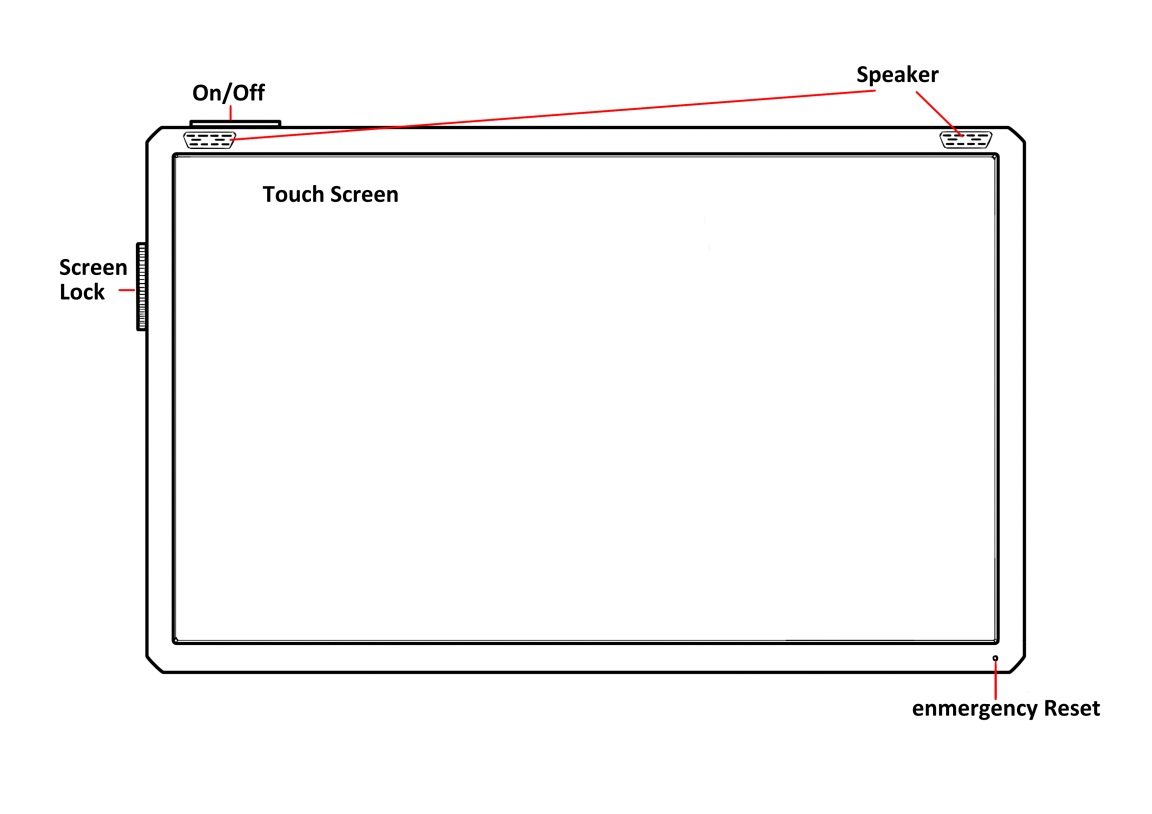 Speaker
On/Off
Touch Screen
Screen
Lock
enmergency Reset